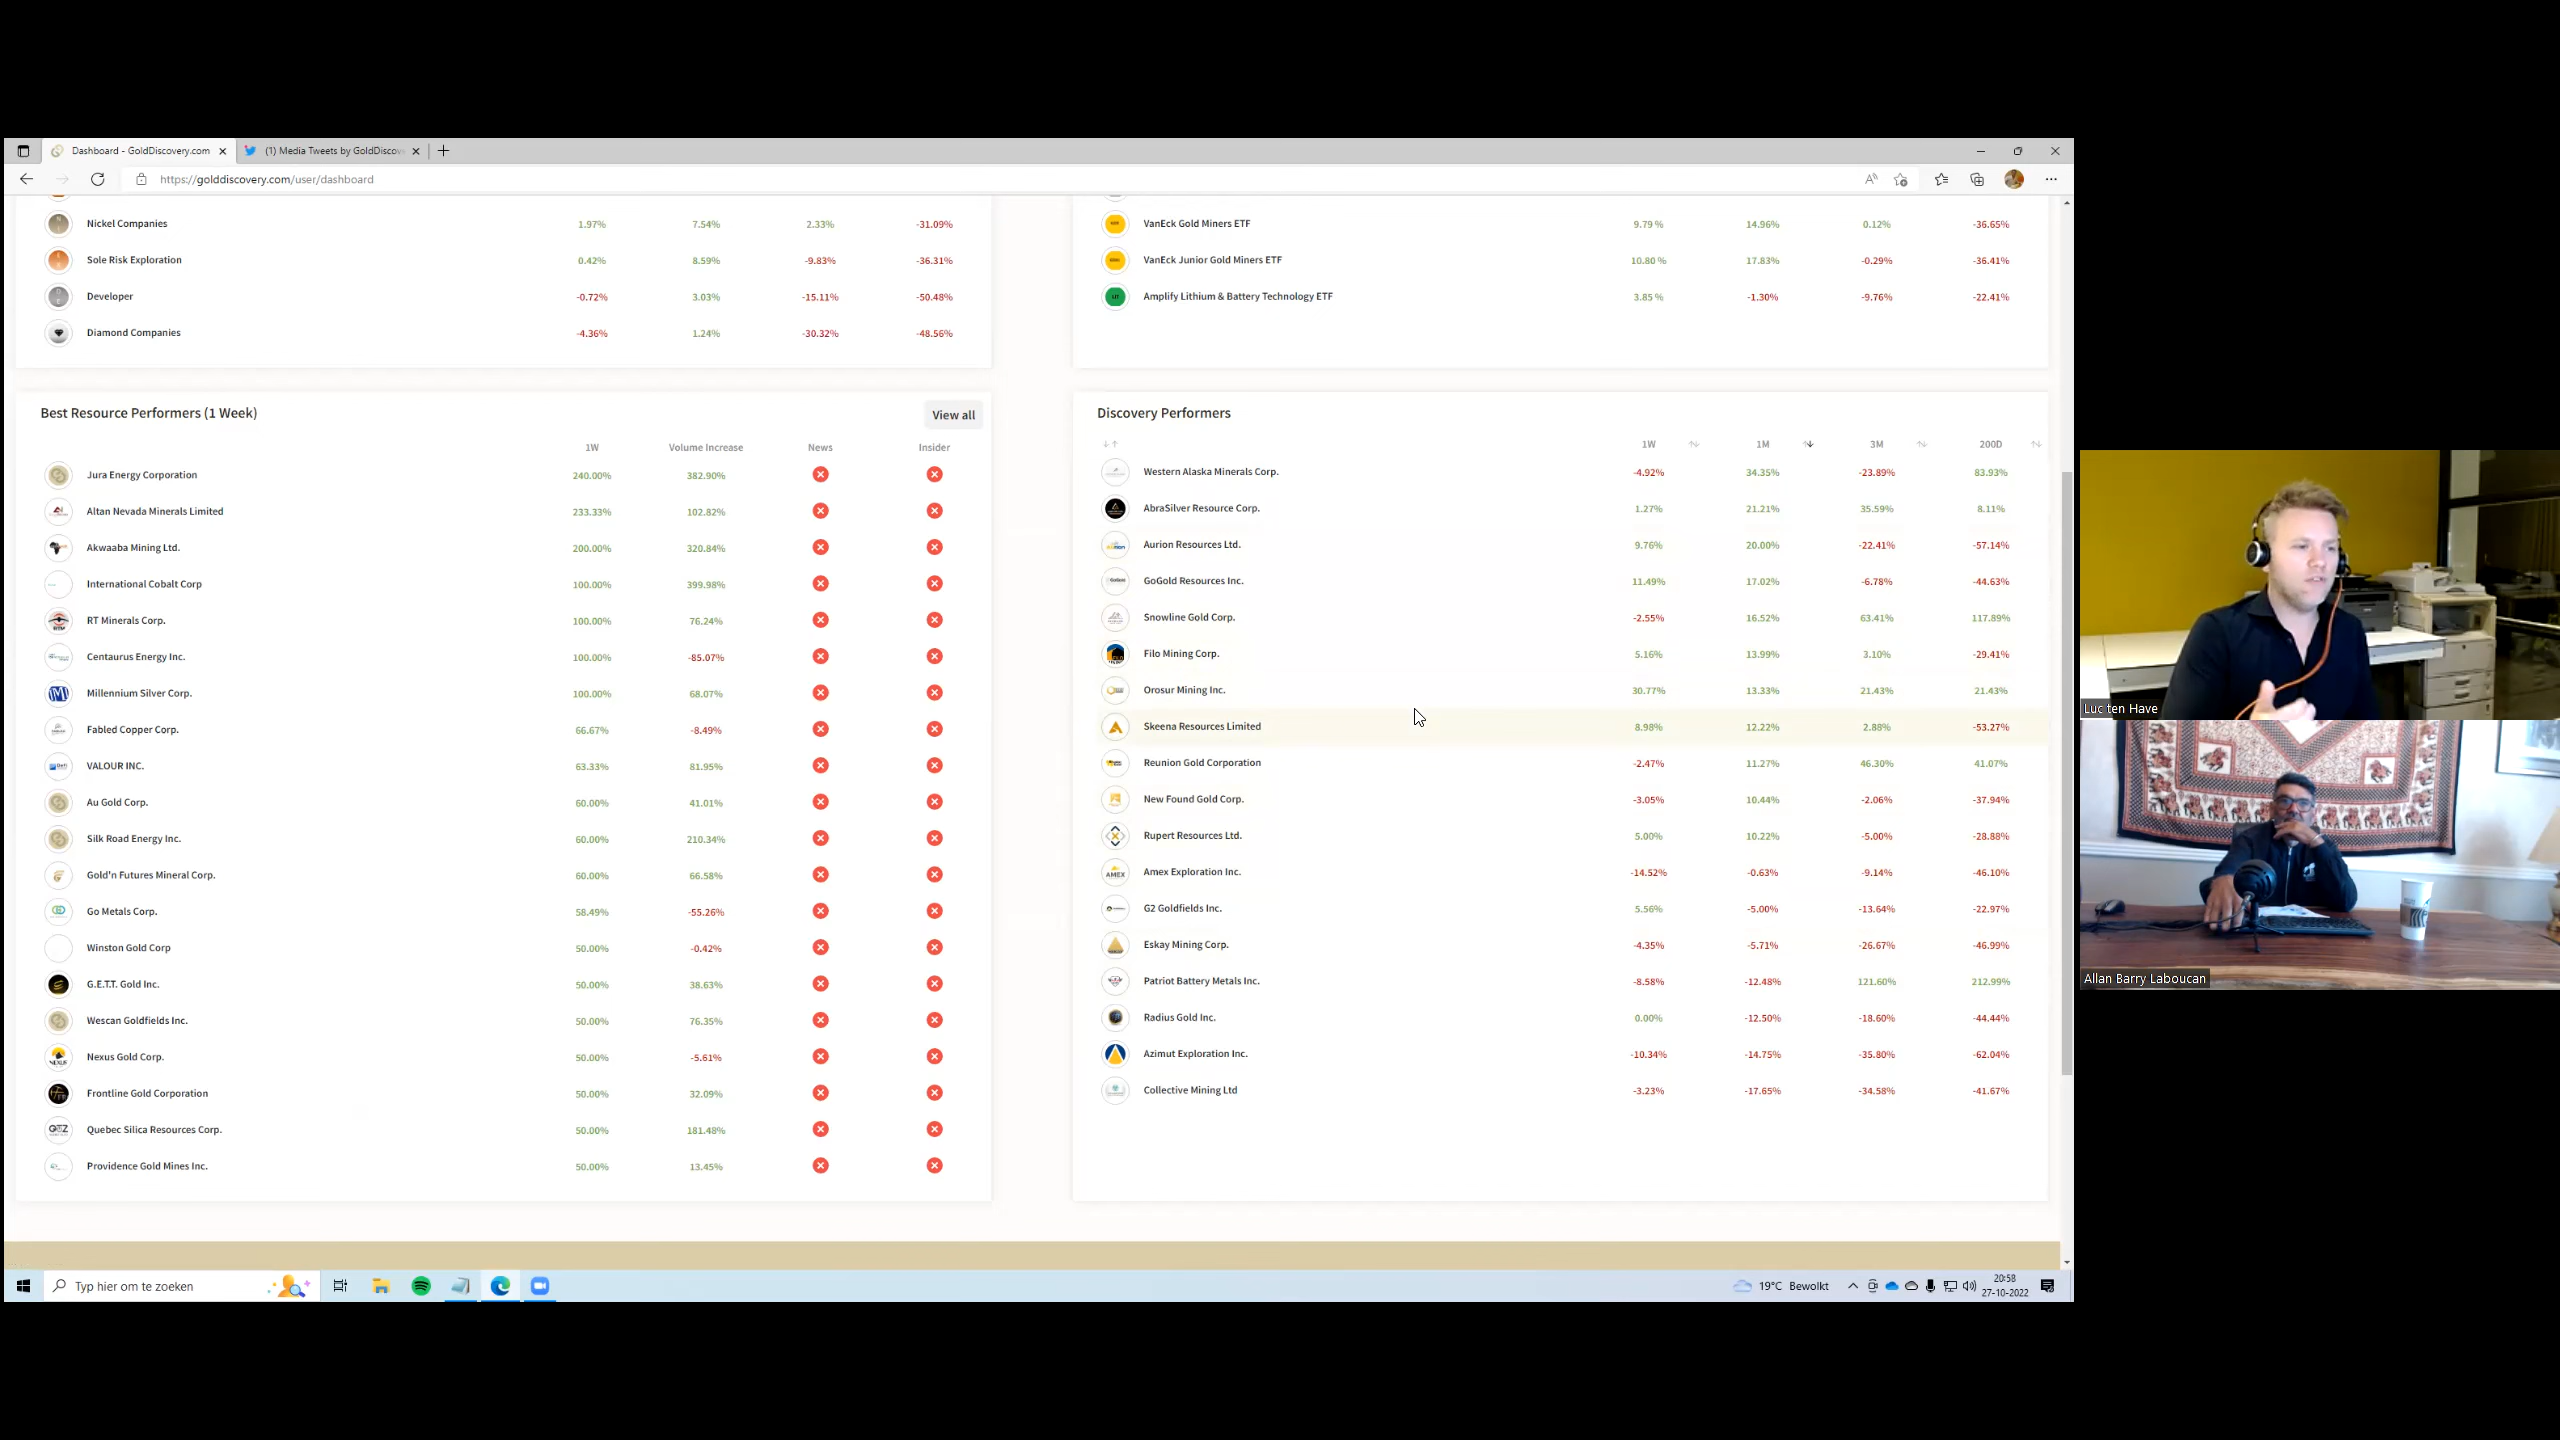 Dashboard - GoldDiscovery.com
(1) Media Tweets by GoldDiscov
https://golddiscovery.com/user/dashboard
Nickel Companies 1.97% 7.54% 2.33% -31.09%
Sole Risk Exploration 0.42% 8.59% -9.83% -36.31%
Developer -0.72% 3.03% -15.11% -50.48%
Diamond Companies -4.36% 1.24% -30.32% -48.56%
VanEck Gold Miners ETF 9.79 % 14.96% 0.12% -36.65%
VanEck Junior Gold Miners ETF 10.80 % 17.83% -0.29% -36.41%
Amplify Lithium & Battery Technology ETF 3.85 % -1.30% -9.76% -22.41%
Best Resource Performers (1 Week) View all
1W Volume Increase News Insider
Jura Energy Corporation 240.00% 382.90%
Altan Nevada Minerals Limited 233.33% 102.82%
Akwaaba Mining Ltd. 200.00% 320.84%
International Cobalt Corp 100.00% 399.98%
RT Minerals Corp. 100.00% 76.24%
Centaurus Energy Inc. 100.00% -85.07%
Millennium Silver Corp. 100.00% 68.07%
Fabled Copper Corp. 66.67% -8.49%
VALOUR INC. 63.33% 81.95%
Au Gold Corp. 60.00% 41.01%
Silk Road Energy Inc. 60.00% 210.34%
Gold'n Futures Mineral Corp. 60.00% 66.58%
Go Metals Corp. 58.49% -55.26%
Winston Gold Corp 50.00% -0.42%
G.E.T.T. Gold Inc. 50.00% 38.63%
Wescan Goldfields Inc. 50.00% 76.35%
Nexus Gold Corp. 50.00% -5.61%
Frontline Gold Corporation 50.00% 32.09%
Quebec Silica Resources Corp. 50.00% 181.48%
Providence Gold Mines Inc. 50.00% 13.45%
Discovery Performers
1W 1M 3M 200D
Western Alaska Minerals Corp. -4.92% 34.35% -23.89% 83.93%
AbraSilver Resource Corp. 1.27% 21.21% 35.59% 8.11%
Aurion Resources Ltd. 9.76% 20.00% -22.41% -57.14%
GoGold Resources Inc. 11.49% 17.02% -6.78% -44.63%
Snowline Gold Corp. -2.55% 16.52% 63.41% 117.89%
Filo Mining Corp. 5.16% 13.99% 3.10% -29.41%
Orosur Mining Inc. 30.77% 13.33% 21.43% 21.43%
Skeena Resources Limited 8.98% 12.22% 2.88% -53.27%
Reunion Gold Corporation -2.47% 11.27% 46.30% 41.07%
New Found Gold Corp. -3.05% 10.44% -2.06% -37.94%
Rupert Resources Ltd. 5.00% 10.22% -5.00% -28.88%
AMEX Amex Exploration Inc. -14.52% -0.63% -9.14% -46.10%
G2 Goldfields Inc. 5.56% -5.00% -13.64% -22.97%
Eskay Mining Corp. -4.35% -5.71% -26.67% -46.99%
Patriot Battery Metals Inc. -8.58% -12.48% 121.60% 212.99%
Radius Gold Inc. 0.00% -12.50% -18.60% -44.44%
Azimut Exploration Inc. -10.34% -14.75% -35.80% -62.04%
Collective Mining Ltd -3.23% -17.65% -34.58% -41.67%
Luc ten Have
Allan Barry Laboucan
Typ hier om te zoeken
19°C Bewolkt
20:58
27-10-2022